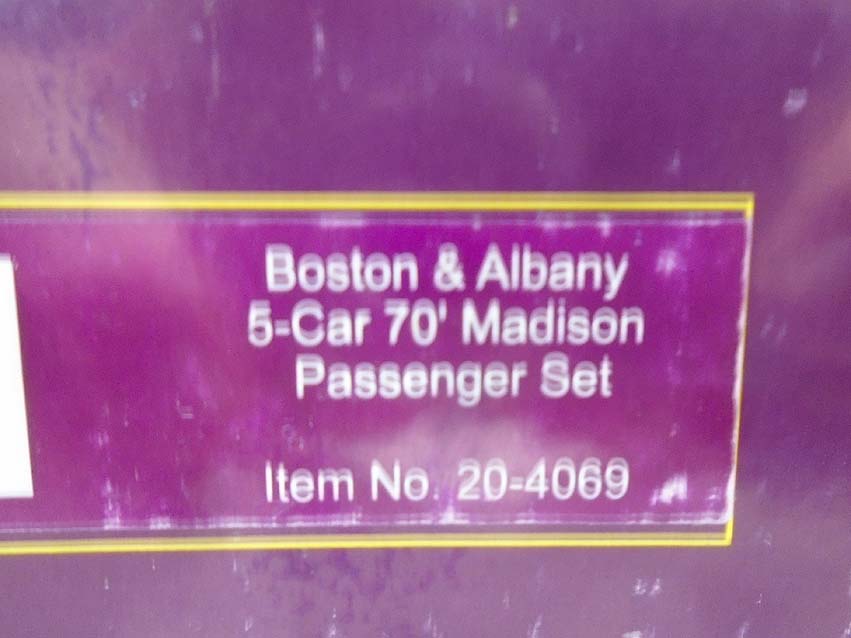 Boston & Albany
5-Car 70' Madison
Passenger Set
Item No. 20-4069